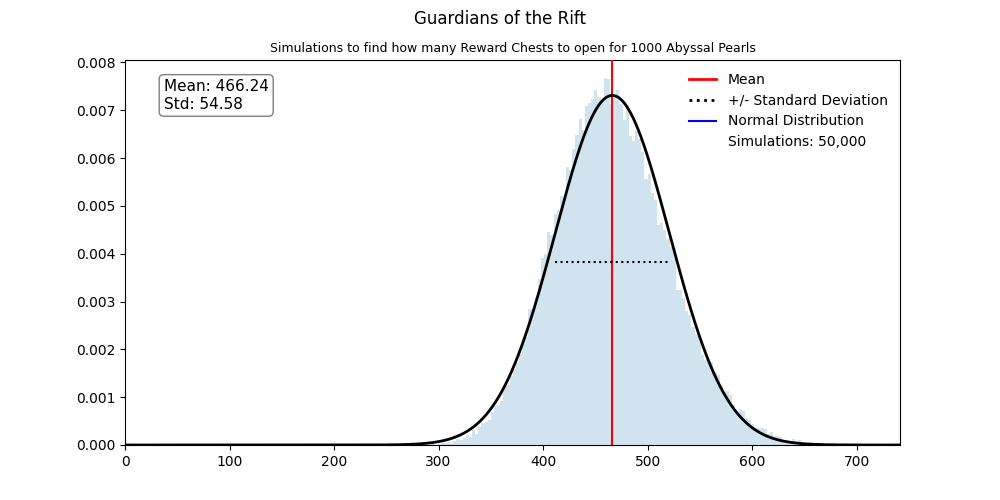 Guardians of the Rift
Simulations to find how many Reward Chests to open for 1000 Abyssal Pearls
Mean: 466.24
Std: 54.58
Mean
+/- Standard Deviation
Normal Distribution
Simulations: 50,000
0.008
0.007
0.006
0.005
0.004
0.003
0.002
0.001
0.000
0 100 200 300 400 500 600 700